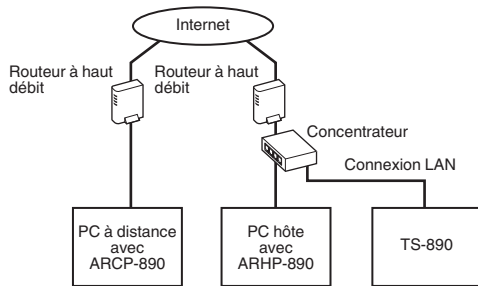 Internet
Routeur à haut
débit
Routeur à haut
débit
Concentrateur
Connexion LAN
PC à distance
avec
ARCP-890
PC hôte
avec
ARHP-890
TS-890